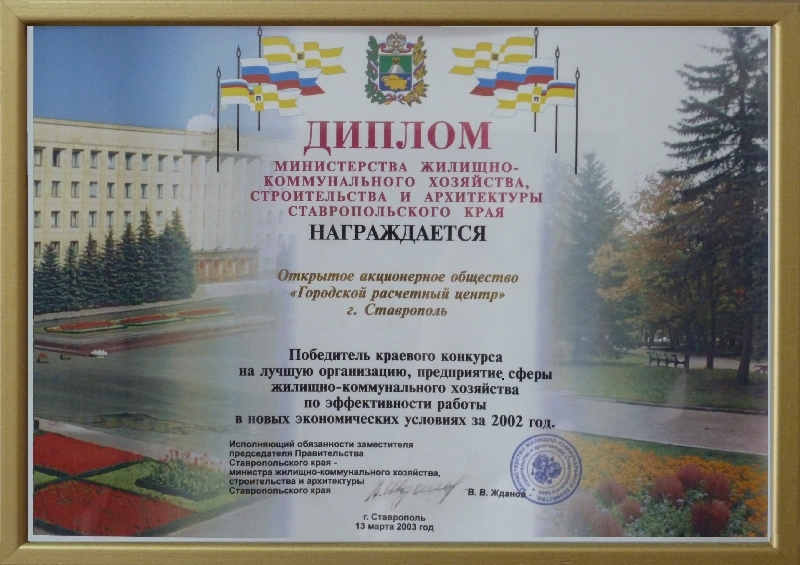 ДИПЛОМ
МИНИСТЕРСТВА ЖИЛИЩНО-
КОММУНАЛЬНОГО ХОЗЯЙСТВА,
СТРОИТЕЛЬСТВА И АРХИТЕКТУРЫ
СТАВРОПОЛЬСКОГО КРАЯ
НАГРАЖДАЕТСЯ
Открытое акционерное общество
«Городской расчетный центр»
г. Ставрополь
Победитель краевого конкурса
на лучшую организацию, предприятие сферы
жилищно-коммунального хозяйства
по эффективности работы
в новых экономических условиях за 2002 год.
Исполняющий обязанности заместителя
председателя Правительства
Ставропольского края -
министра жилищно-коммунального хозяйства,
строительства и архитектуры
Ставропольского края
В. В. Жданов
г. Ставрополь
13 марта 2003 год